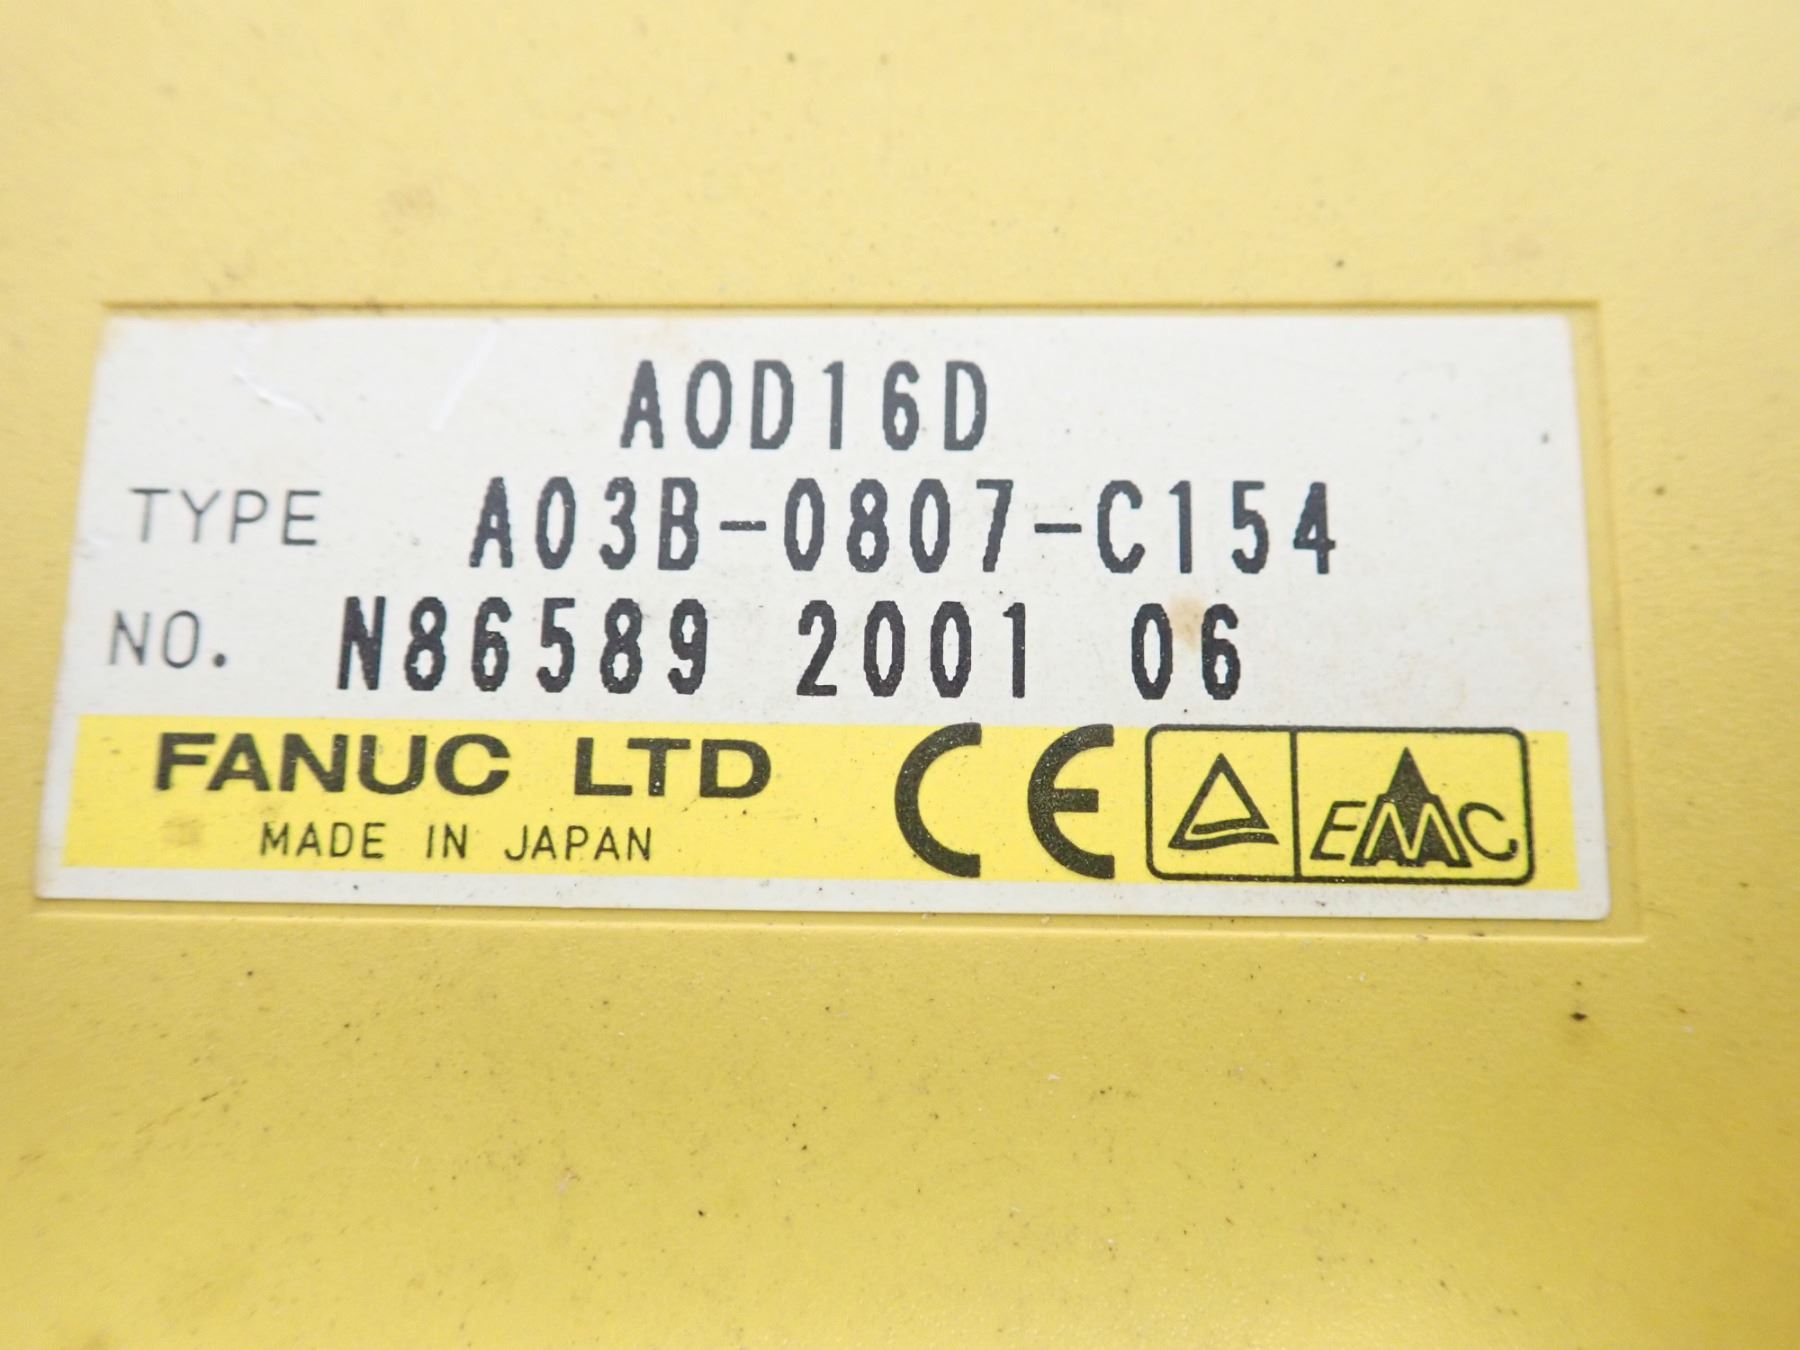 AOD16D
TYPE A03B-0807-C154
NO. N86589 2001 06
FANUC LTD CE EMC
MADE IN JAPAN